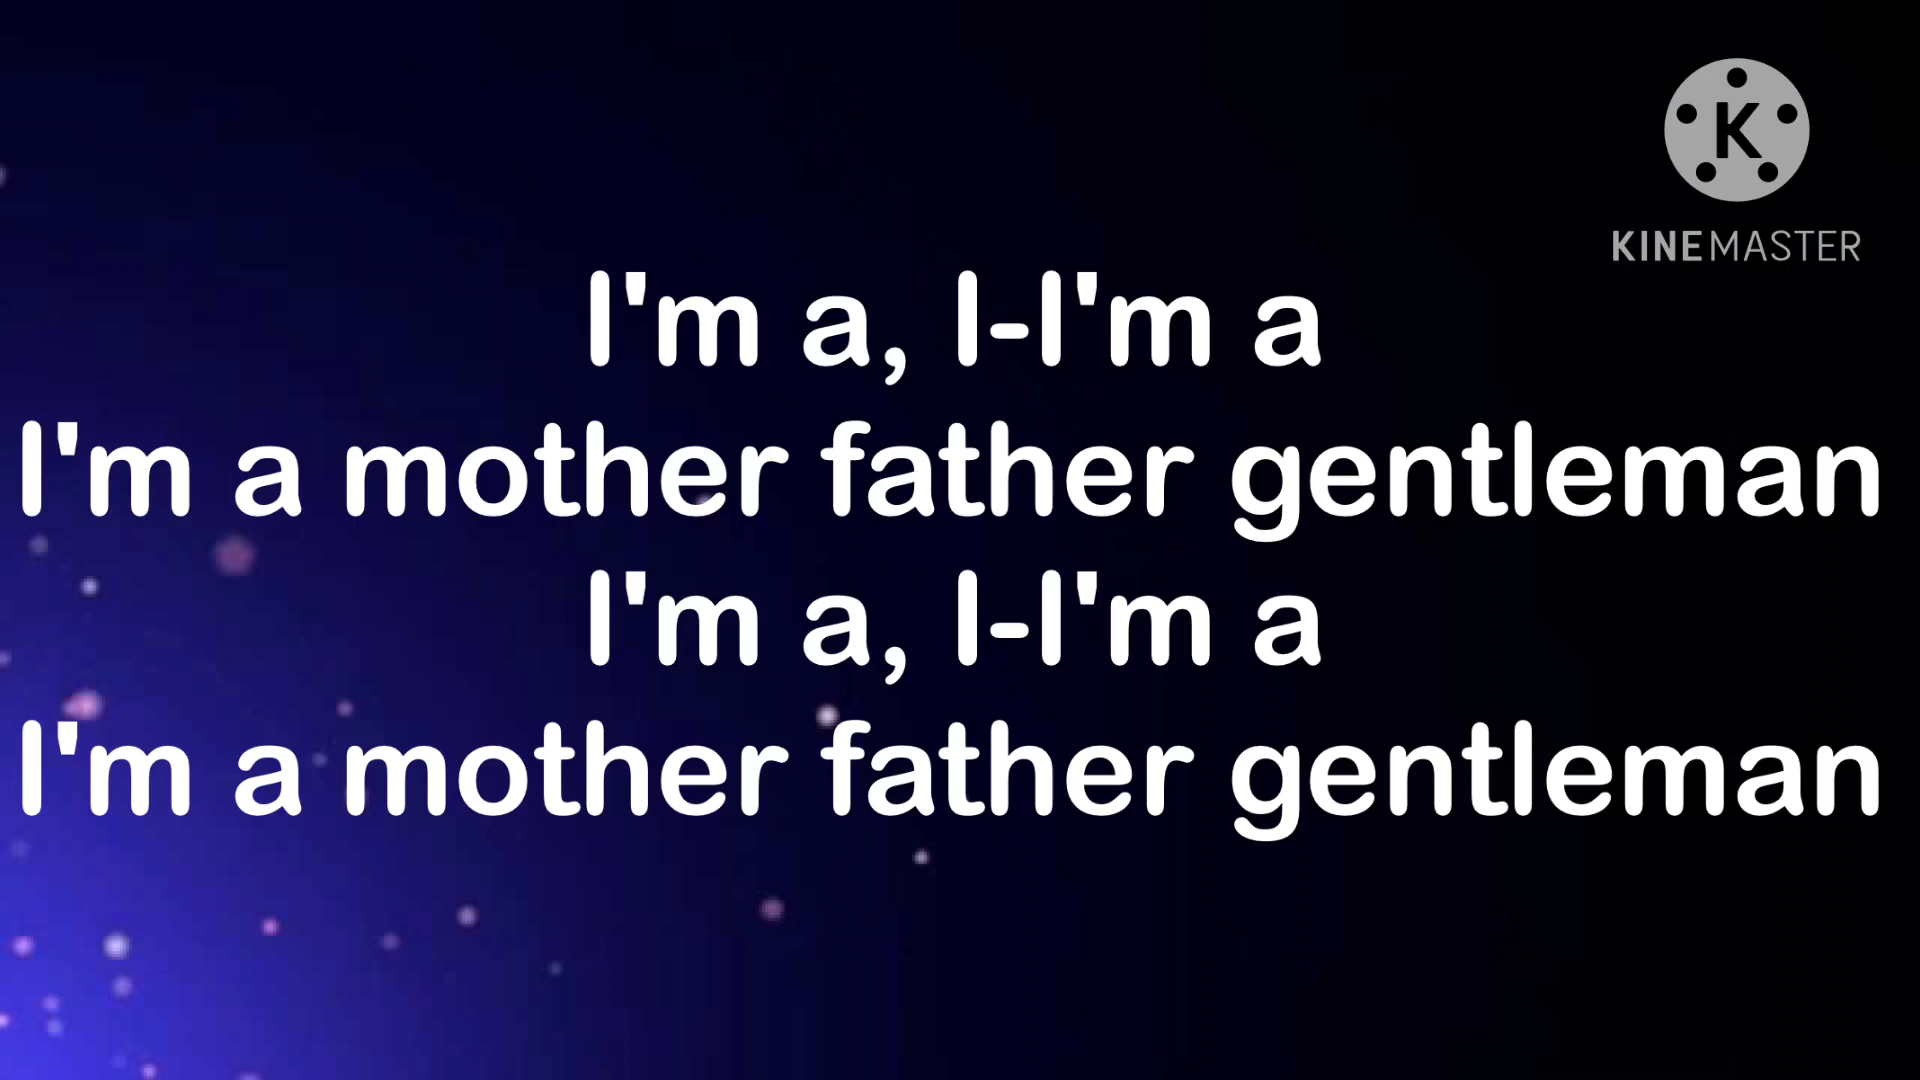 K
KINEMASTER
I'm a, I-I'm a
I'm a mother father gentleman
I'm a, I-I'm a
I'm a mother father gentleman